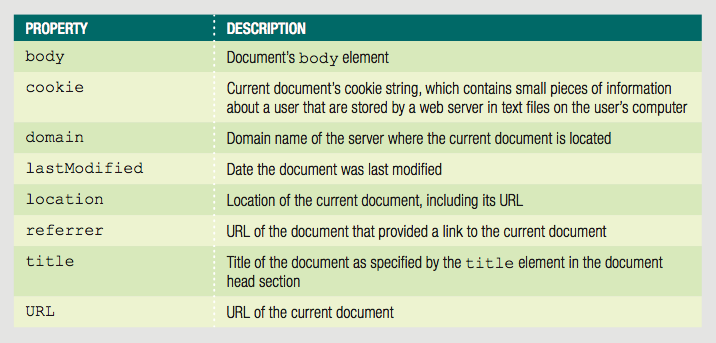 PROPERTY DESCRIPTION
body Document’s body element
cookie Current document’s cookie string, which contains small pieces of information
about a user that are stored by a web server in text files on the user’s computer
domain Domain name of the server where the current document is located
lastModified Date the document was last modified
location Location of the current document, including its URL
referrer URL of the document that provided a link to the current document
title Title of the document as specified by the title element in the document
head section
URL URL of the current document